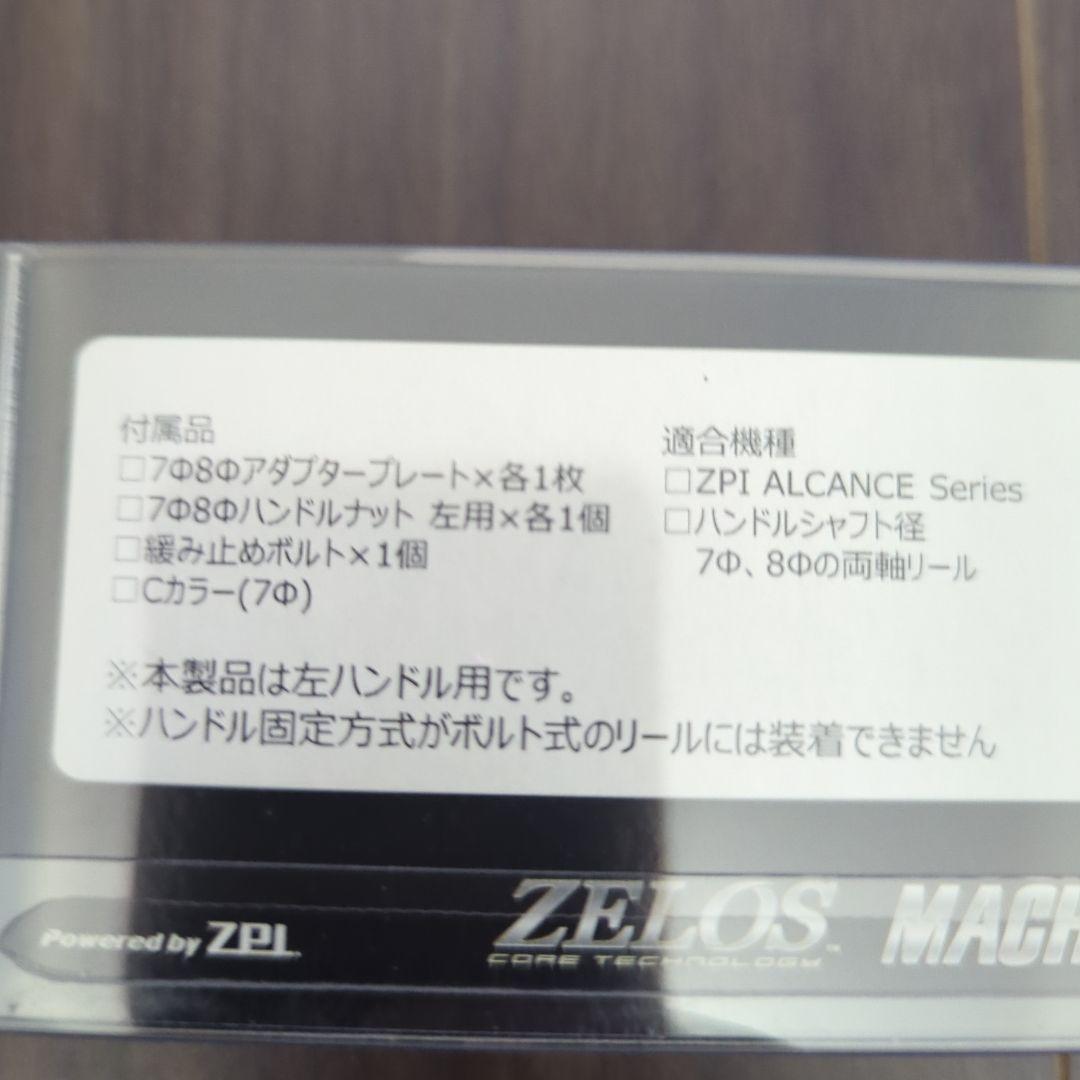 付属品
□7Φ8Φアダプタープレート×各1枚
□7Φ8Φハンドルナット 左用×各1個
□緩み止めボルト×1個
□Cカラー(7Φ)
適合機種
□ZPI ALCANCE Series
□ハンドルシャフト径
7Φ、8Φの両軸リール
※本製品は左ハンドル用です。
※ハンドル固定方式がボルト式のリールには装着できません
Powered by ZPI
ZELOS™
CORE TECHNOLOGY
MACH